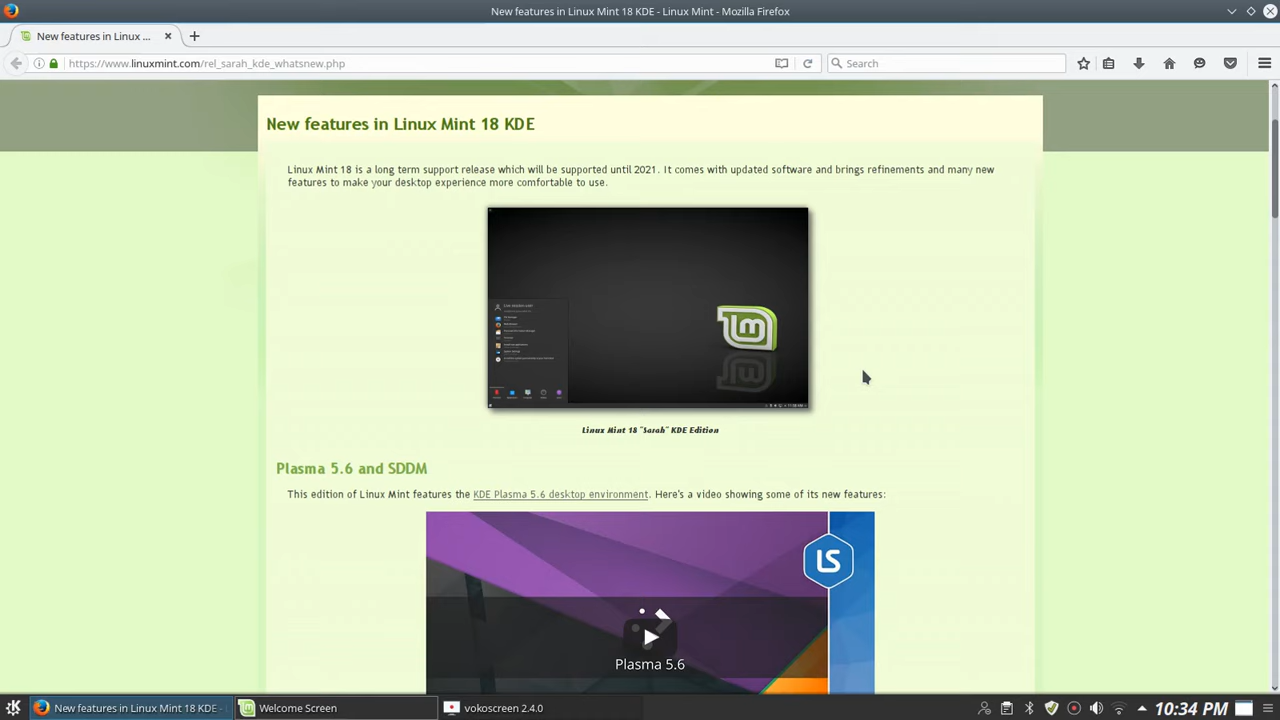 New features in Linux Mint 18 KDE - Linux Mint - Mozilla Firefox
New features in Linux ...
https://www.linuxmint.com/rel_sarah_kde_whatsnew.php
Search
New features in Linux Mint 18 KDE
Linux Mint 18 is a long term support release which will be supported until 2021. It comes with updated software and brings refinements and many new
features to make your desktop experience more comfortable to use.
Linux Mint 18 "Sarah" KDE Edition
Plasma 5.6 and SDDM
This edition of Linux Mint features the KDE Plasma 5.6 desktop environment. Here's a video showing some of its new features:
Plasma 5.6
New features in Linux Mint 18 KDE -
Welcome Screen
vokoscreen 2.4.0
10:34 PM